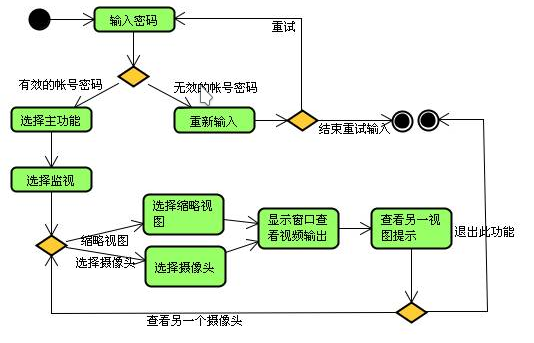 输入密码
重试
有效的帐号密码
无效的帐号密码
选择主功能
重新输入
结束重试输入
选择监视
选择缩略视
图
显示窗口查
看视频输出
查看另一视
图提示
退出此功能
缩略视图
选择摄像头
选择摄像头
查看另一个摄像头